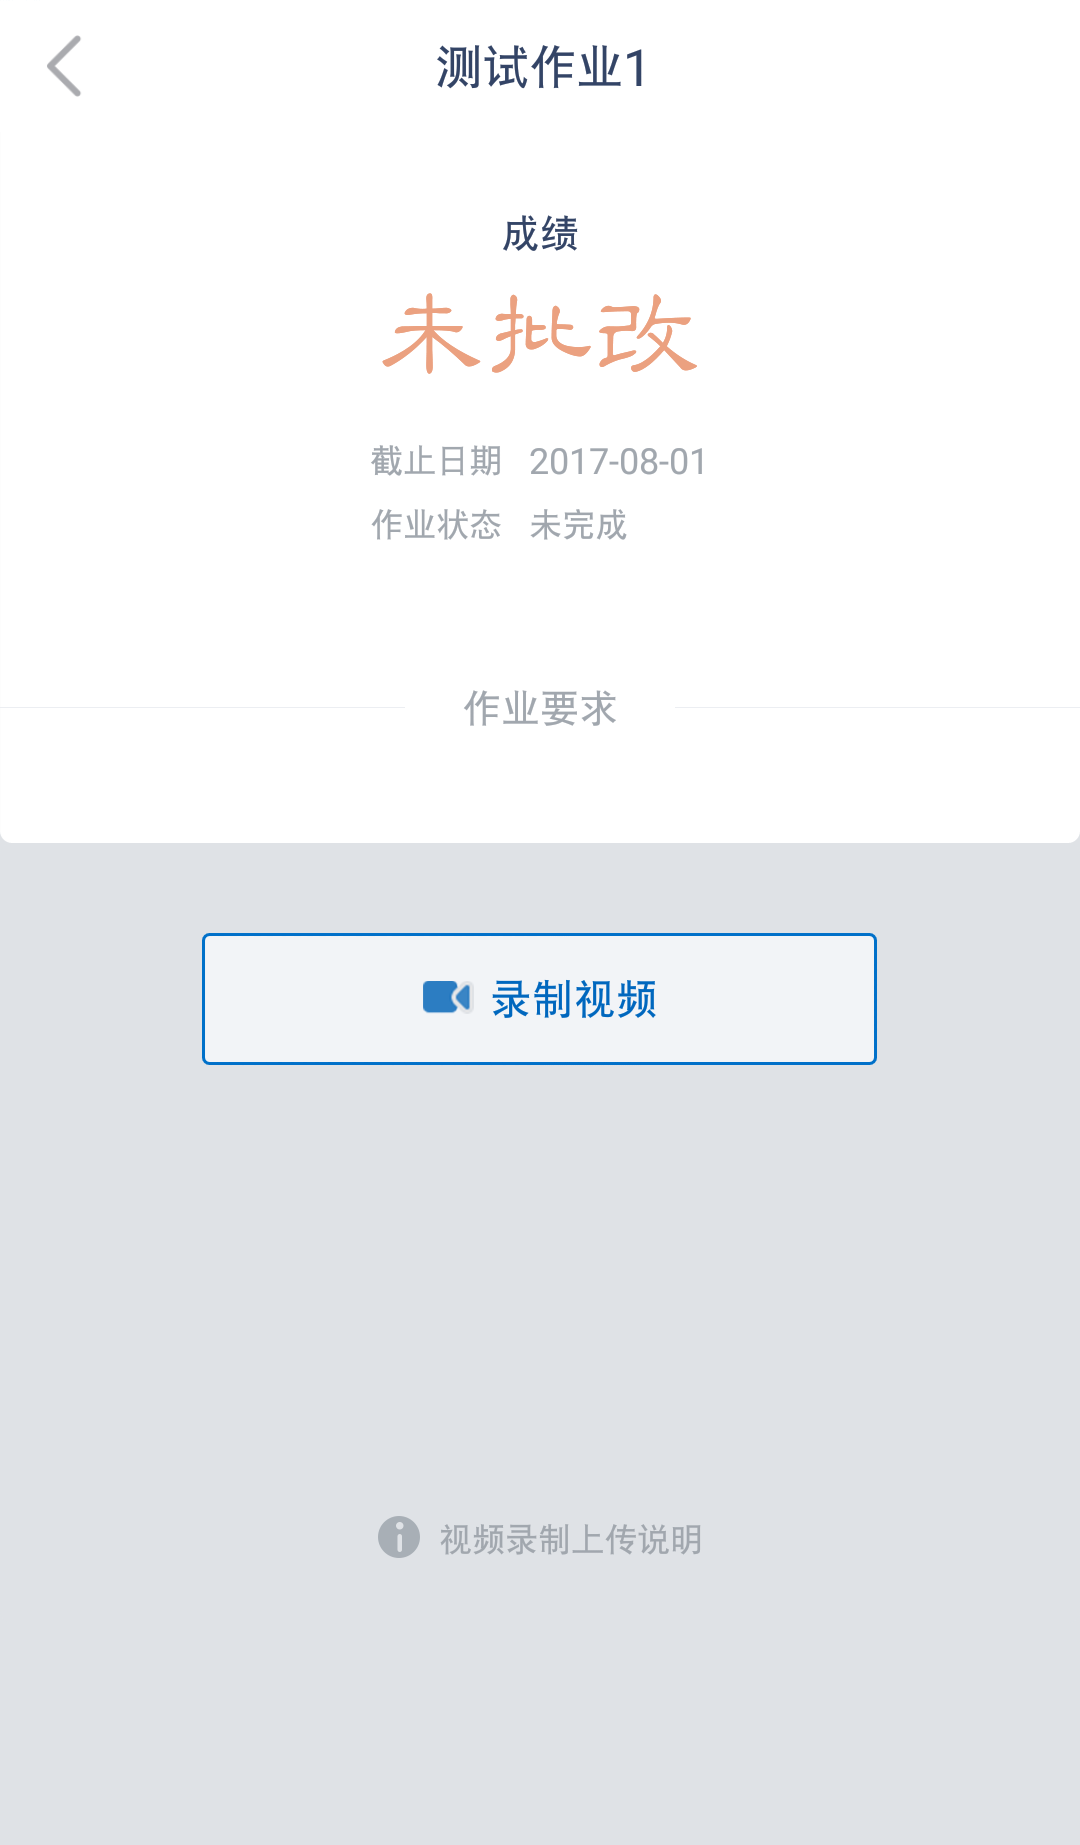 测试作业1
成绩
未批改
截止日期 2017-08-01
作业状态 未完成
作业要求
录制视频
视频录制上传说明